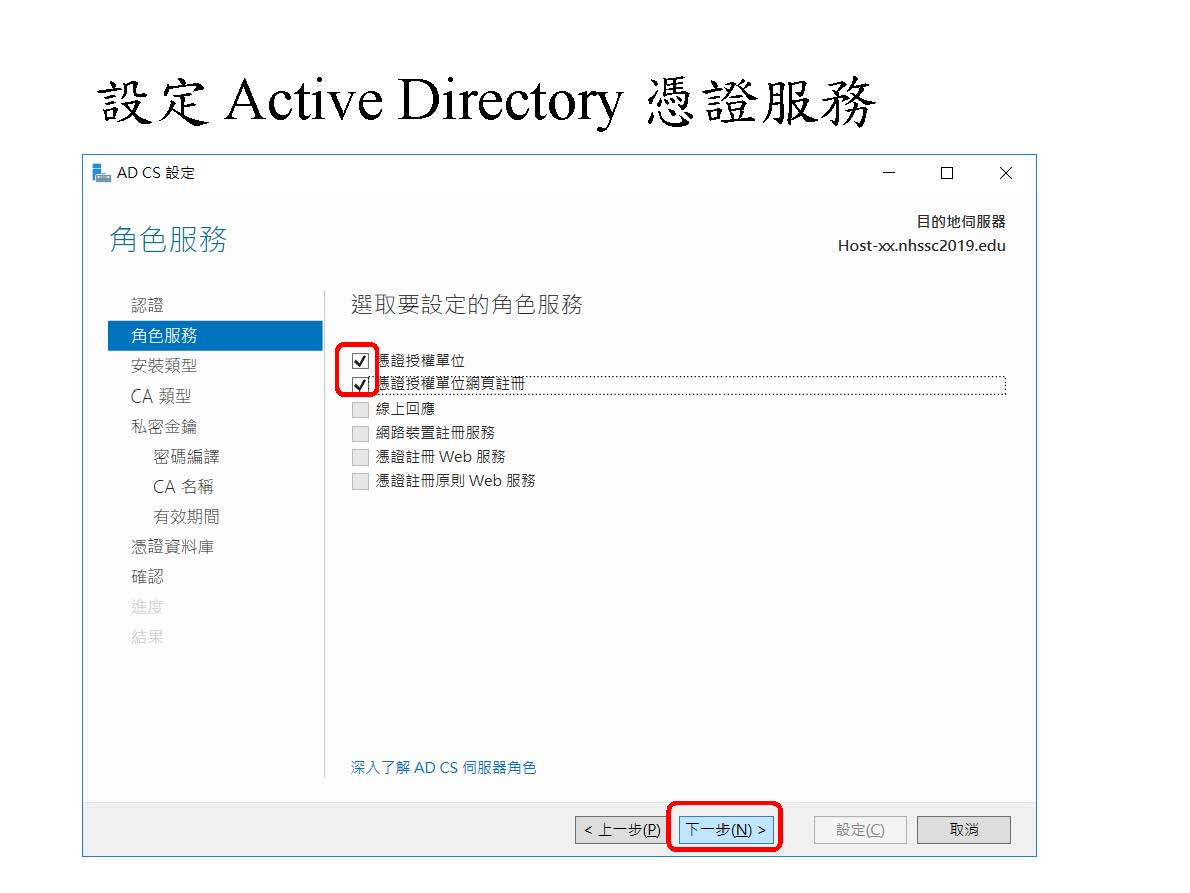 設定 Active Directory 憑證服務
AD CS 設定
角色服務
目的地伺服器
Host-xx.nhssc2019.edu
認證
角色服務
安裝類型
CA 類型
私密金鑰
密碼編譯
CA 名稱
有效期間
憑證資料庫
確認
進度
結果
選取要設定的角色服務
憑證授權單位
憑證授權單位網頁註冊
線上回應
網路裝置註冊服務
憑證註冊 Web 服務
憑證註冊原則 Web 服務
深入了解 AD CS 伺服器角色
< 上一步(P)
下一步(N) >
設定(C)
取消